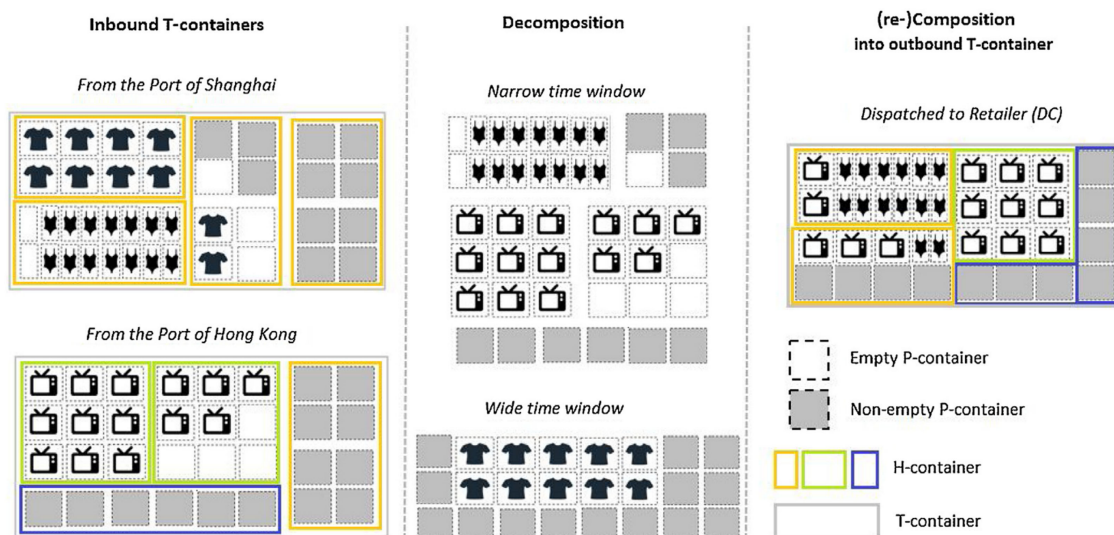 Inbound T-containers
From the Port of Shanghai
From the Port of Hong Kong
Decomposition
Narrow time window
Wide time window
(re-)Composition
into outbound T-container
Dispatched to Retailer (DC)
Empty P-container
Non-empty P-container
H-container
T-container